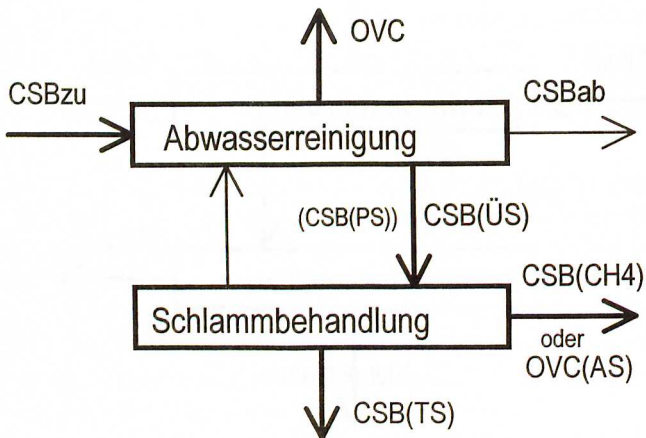 OVC
CSBzu
CSBab
Abwasserreinigung
(CSB(PS))
CSB(ÜS)
CSB(CH4)
Schlammbehandlung
oder
OVC(AS)
CSB(TS)